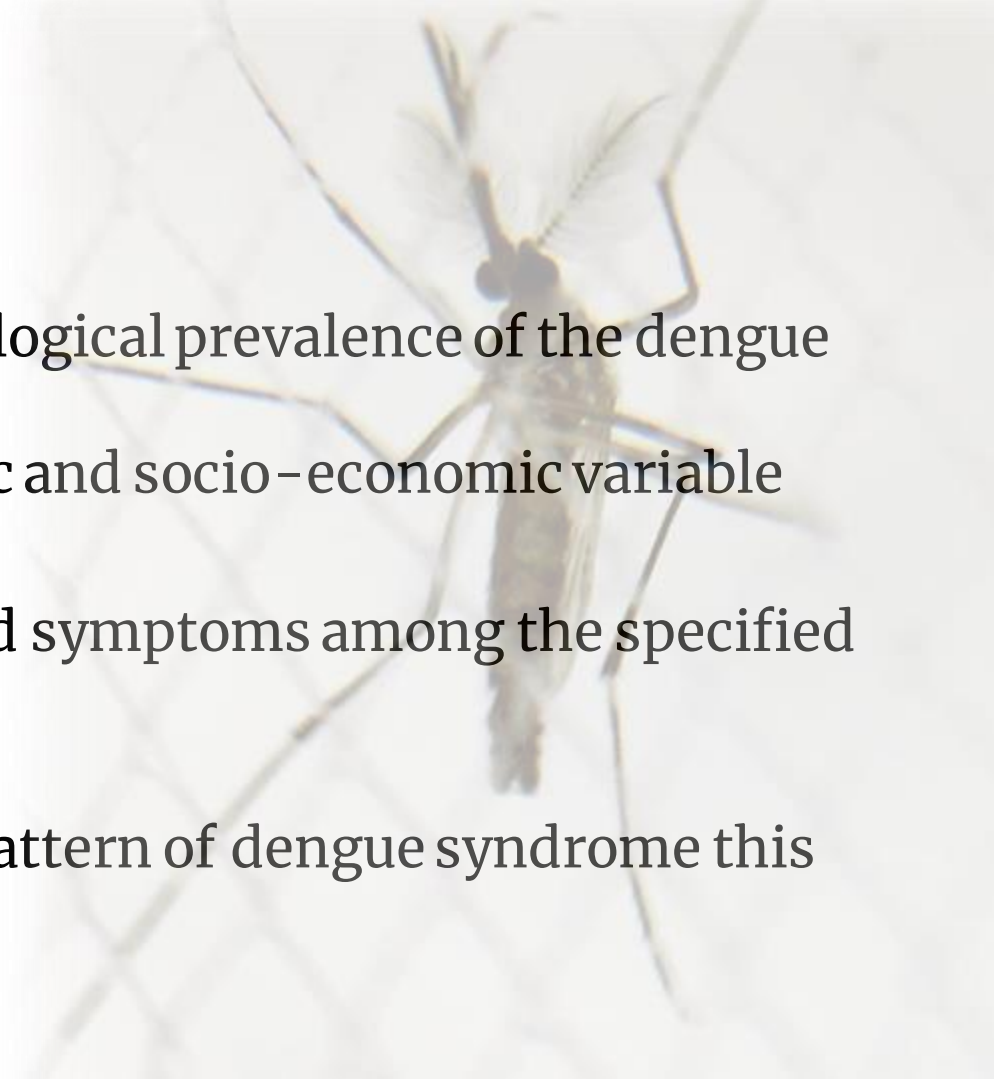 logical prevalence of the dengue
c and socio-economic variable
d symptoms among the specified
attern of dengue syndrome this